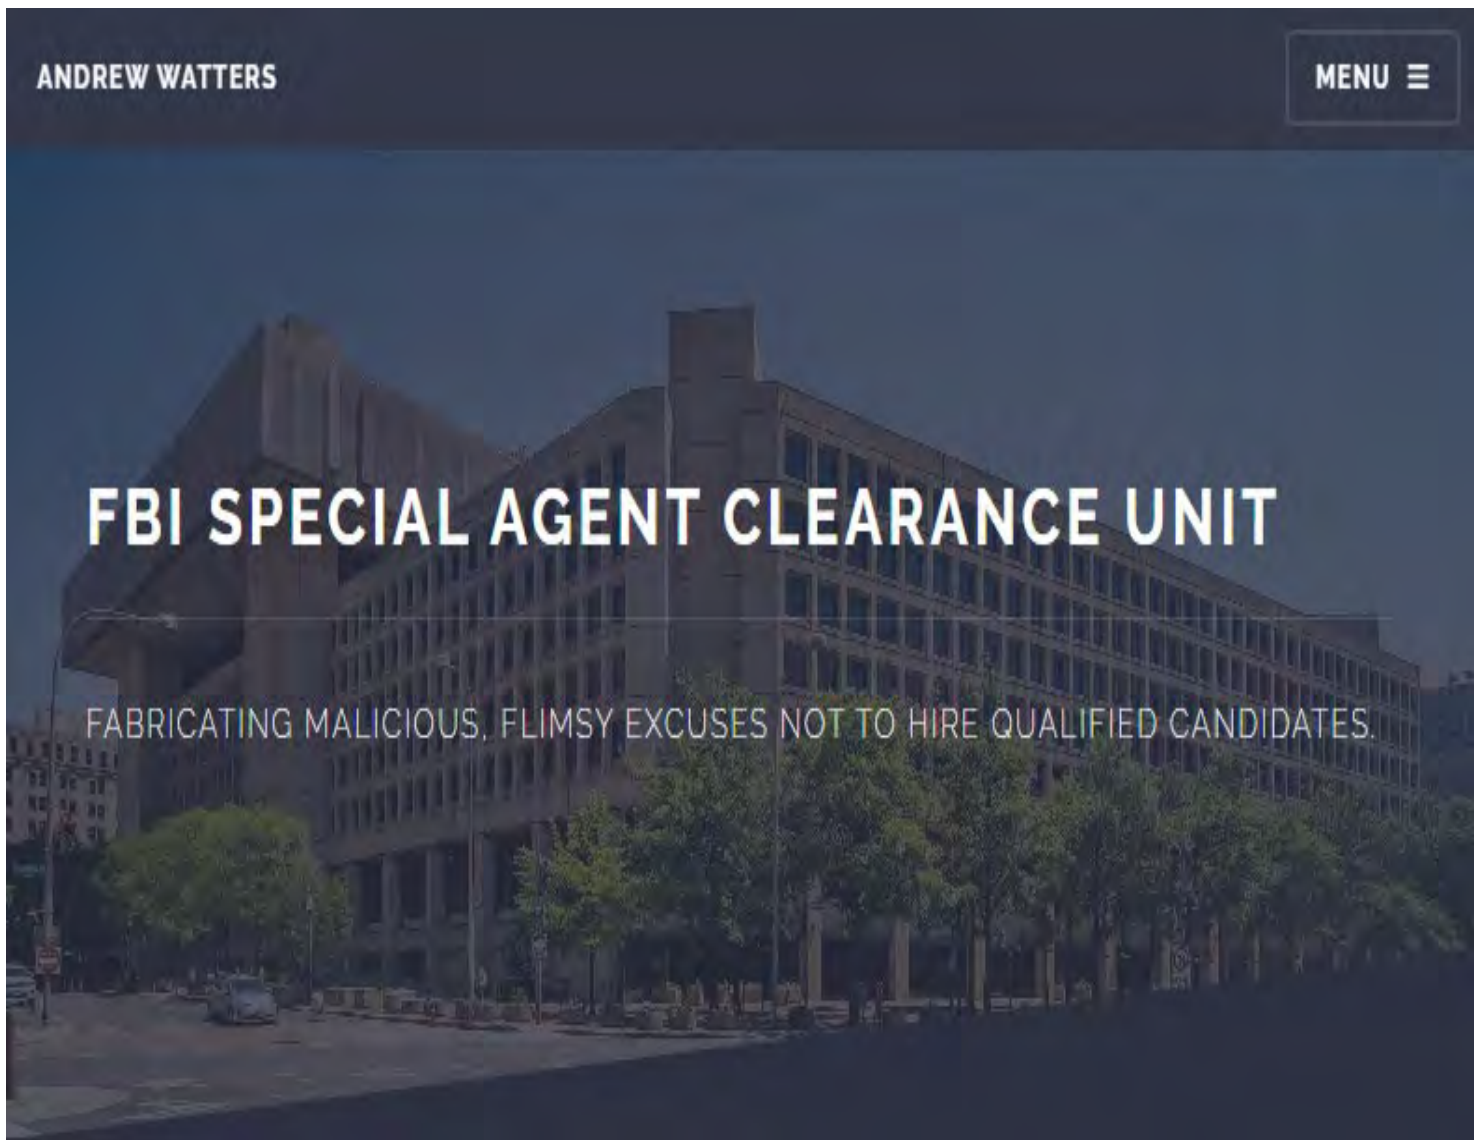 ANDREW WATTERS
MENU
FBI SPECIAL AGENT CLEARANCE UNIT
FABRICATING MALICIOUS, FLIMSY EXCUSES NOT TO HIRE QUALIFIED CANDIDATES.